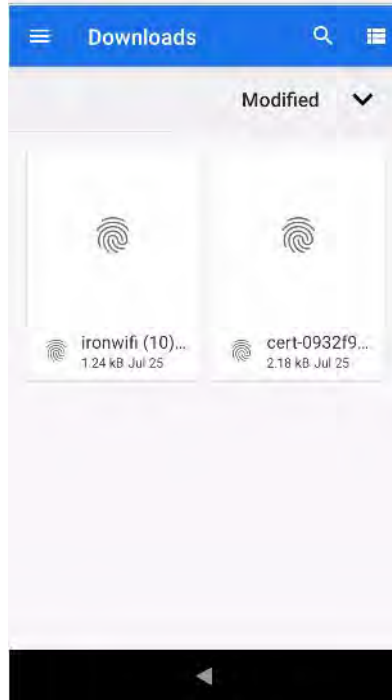 Downloads
Modified
ironwifi (10)...
1.24 kB Jul 25
cert-0932f9...
2.18 kB Jul 25